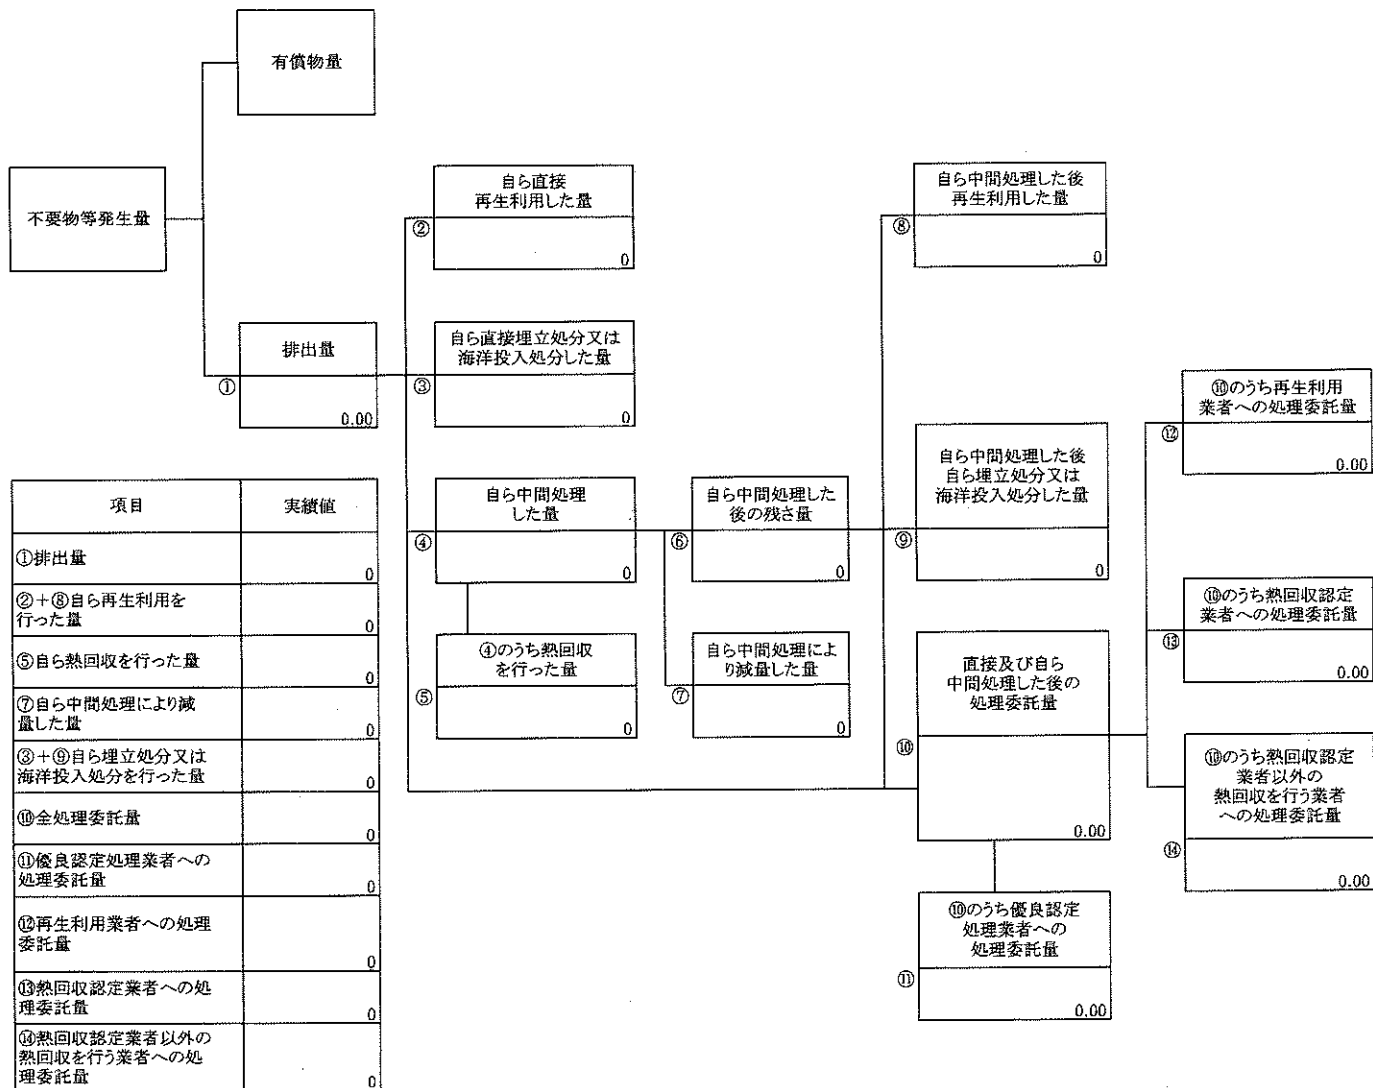 有償物量
不要物等発生量
自ら直接
再生利用した量
②
0
自ら中間処理した後
再生利用した量
⑧
0
排出量
①
0.00
自ら直接埋立処分又は
海洋投入処分した量
③
0
⑩のうち再生利用
業者への処理委託量
⑫
0.00
自ら中間処理
した量
④
0
自ら中間処理した
後の残さ量
⑥
0
自ら中間処理した後
自ら埋立処分又は
海洋投入処分した量
⑨
0
④のうち熱回収
を行った量
⑤
0
自ら中間処理によ
り減量した量
⑦
0
直接及び自ら
中間処理した後の
処理委託量
⑩
0.00
⑩のうち熱回収認定
業者への処理委託量
⑬
0.00
⑩のうち熱回収認定
業者以外の
熱回収を行う業者
への処理委託量
⑭
0.00
⑩のうち優良認定
処理業者への
処理委託量
⑪
0.00
項目 実績値
①排出量
0
②+⑧自ら再生利用を
行った量
0
⑤自ら熱回収を行った量
0
⑦自ら中間処理により減
量した量
0
③+⑨自ら埋立処分又は
海洋投入処分を行った量
0
⑩全処理委託量
0
⑪優良認定処理業者への
処理委託量
0
⑫再生利用業者への処理
委託量
0
⑬熱回収認定業者への処
理委託量
0
⑭熱回収認定業者以外の
熱回収を行う業者への処
理委託量
0